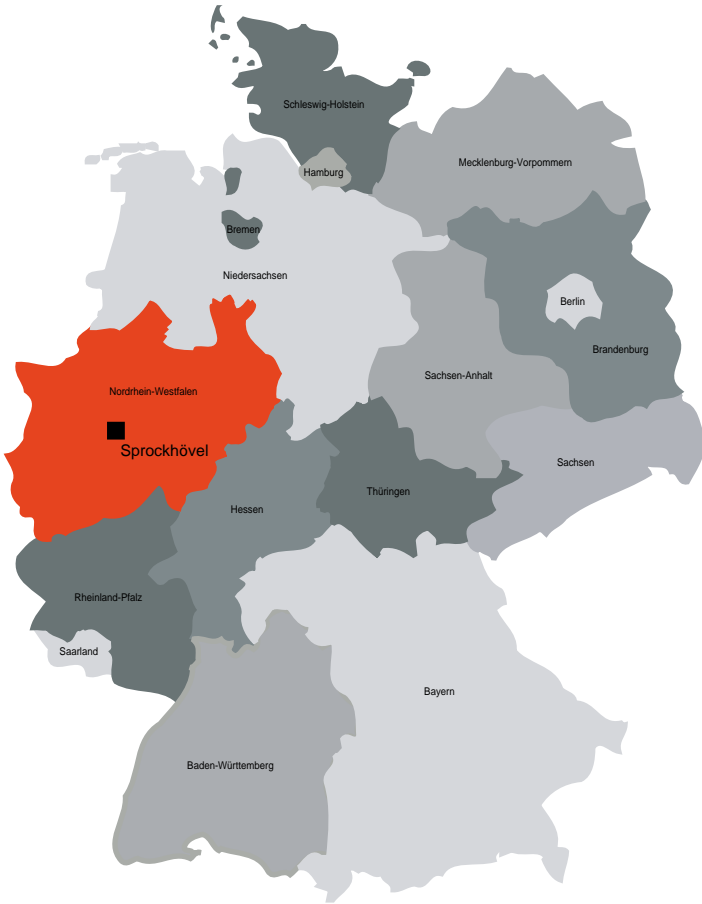 Schleswig-Holstein
Mecklenburg-Vorpommern
Hamburg
Bremen
Niedersachsen
Berlin
Brandenburg
Sachsen-Anhalt
Nordrhein-Westfalen
Sprockhövel
Sachsen
Thüringen
Hessen
Rheinland-Pfalz
Saarland
Bayern
Baden-Württemberg